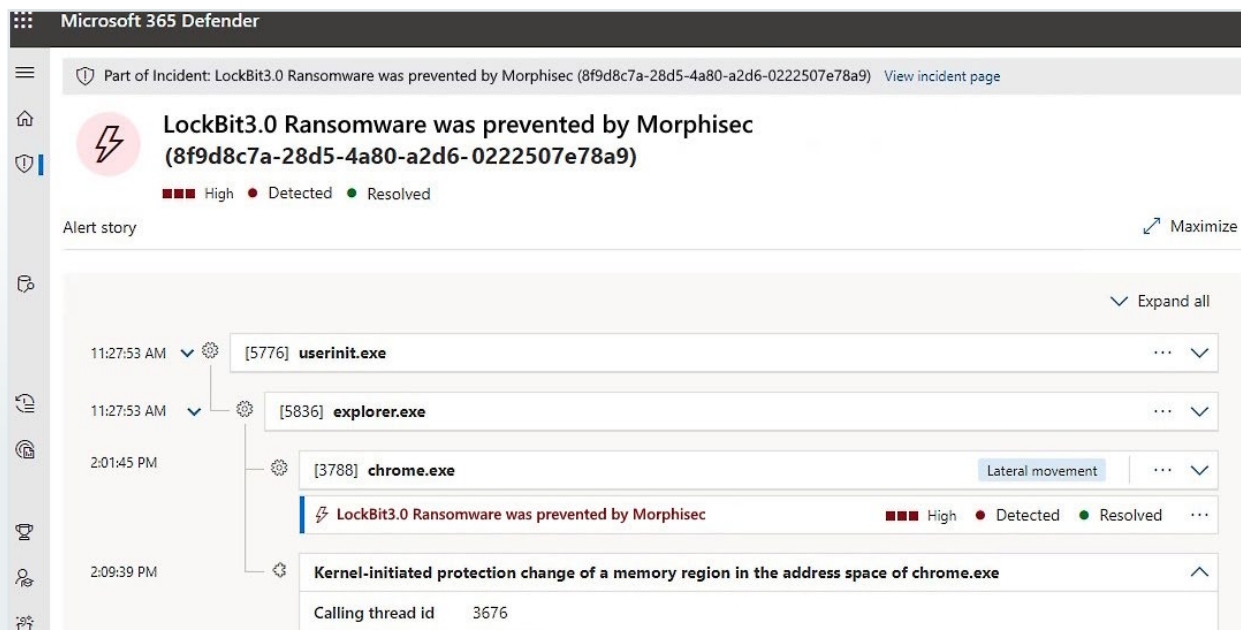 Microsoft 365 Defender
Part of Incident: LockBit3.0 Ransomware was prevented by Morphisec (8f9d8c7a-28d5-4a80-a2d6-0222507e78a9) View incident page
LockBit3.0 Ransomware was prevented by Morphisec
(8f9d8c7a-28d5-4a80-a2d6-0222507e78a9)
High Detected Resolved
Alert story Maximize
Expand all
11:27:53 AM [5776] userinit.exe ...
11:27:53 AM [5836] explorer.exe ...
2:01:45 PM [3788] chrome.exe Lateral movement ...
LockBit3.0 Ransomware was prevented by Morphisec High Detected Resolved ...
2:09:39 PM Kernel-initiated protection change of a memory region in the address space of chrome.exe
Calling thread id 3676